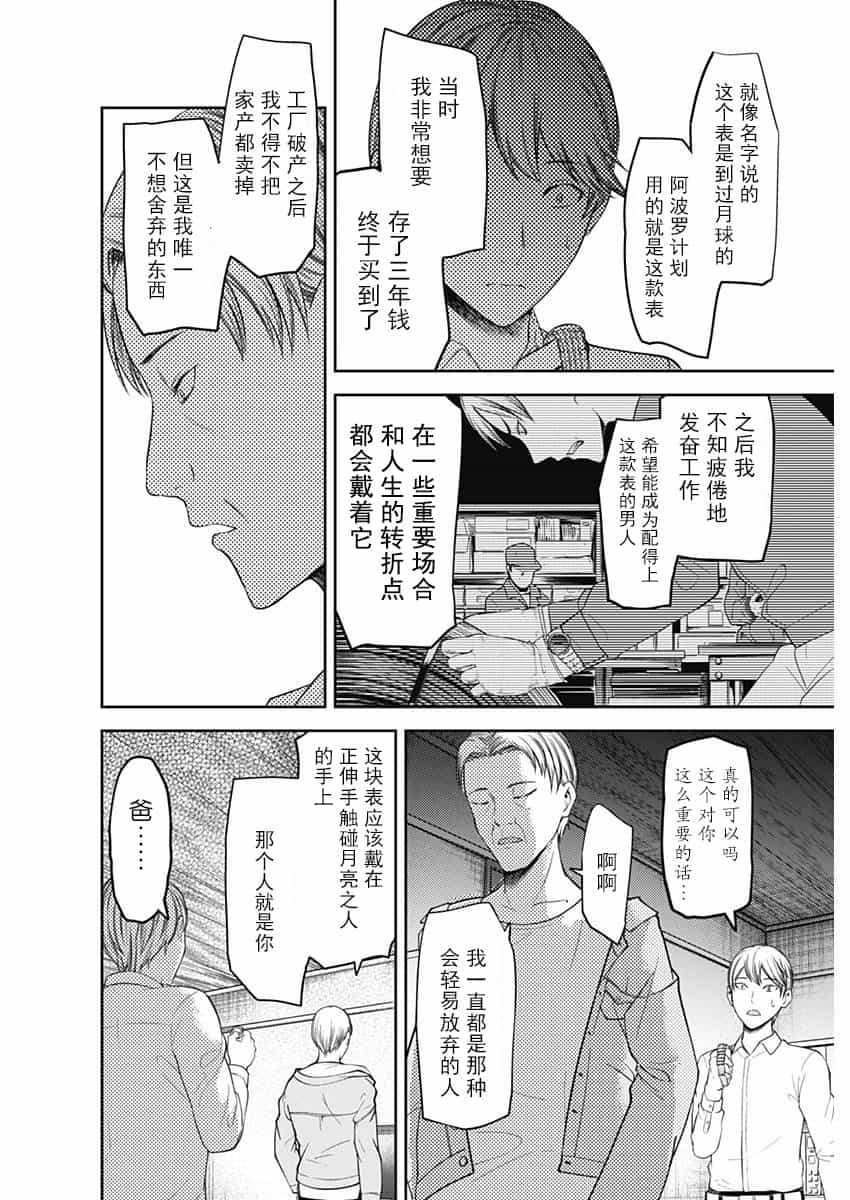 就像名字说的
这个表是到过月球的
阿波罗计划
用的就是这款表
当时
我非常想要
存了三年钱
终于买到了
工厂破产之后
我不得不把
家产都卖掉
但这是我唯一
不想舍弃的东西
之后我
不知疲倦地
发奋工作
希望能成为配得上
这款表的男人
在一些重要场合
和人生的转折点
都会戴着它
真的可以吗
这个对你
这么重要的话…
啊啊
我一直都是那种
会轻易放弃的人
这块表应该戴在
正伸手触碰月亮之人
的手上
那个人就是你
爸……